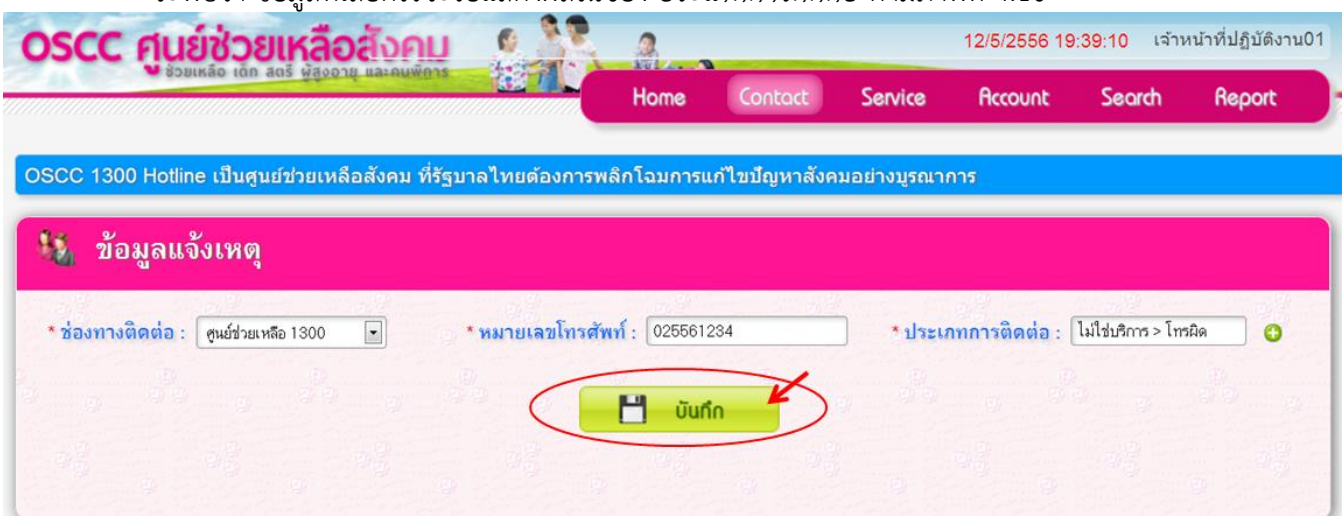 OSCC ศูนย์ช่วยเหลือสังคม
ช่วยเหลือ เด็ก สตรี ผู้สูงอายุ และคนพิการ
12/5/2556 19:39:10 เจ้าหน้าที่ปฏิบัติงาน01
Home Contact Service Account Search Report
OSCC 1300 Hotline เป็นศูนย์ช่วยเหลือสังคม ที่รัฐบาลไทยต้องการพลิกโฉมการแก้ไขปัญหาสังคมอย่างบูรณาการ
ข้อมูลแจ้งเหตุ
* ช่องทางติดต่อ : ศูนย์ช่วยเหลือ 1300 * หมายเลขโทรศัพท์ : 025561234 * ประเภทการติดต่อ : ไม่ใช่บริการ > โทรผิด
บันทึก